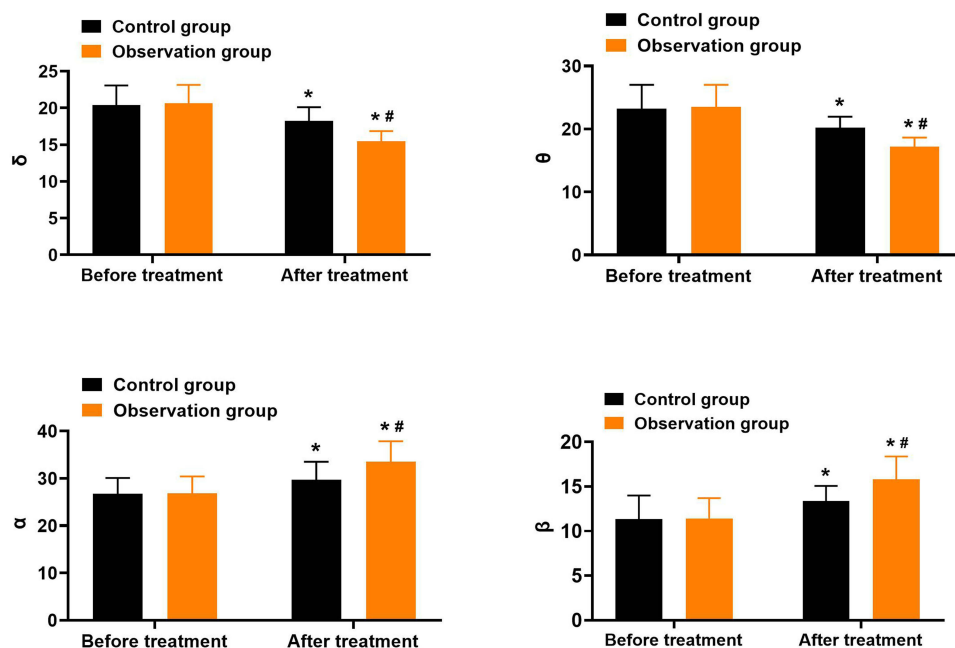 Control group
Observation group
25
20
15
10
5
0
δ
*
* #
Before treatment
After treatment
Control group
Observation group
30
20
10
0
θ
*
* #
Before treatment
After treatment
Control group
Observation group
40
30
20
10
0
α
*
* #
Before treatment
After treatment
Control group
Observation group
20
15
10
5
0
β
*
* #
Before treatment
After treatment